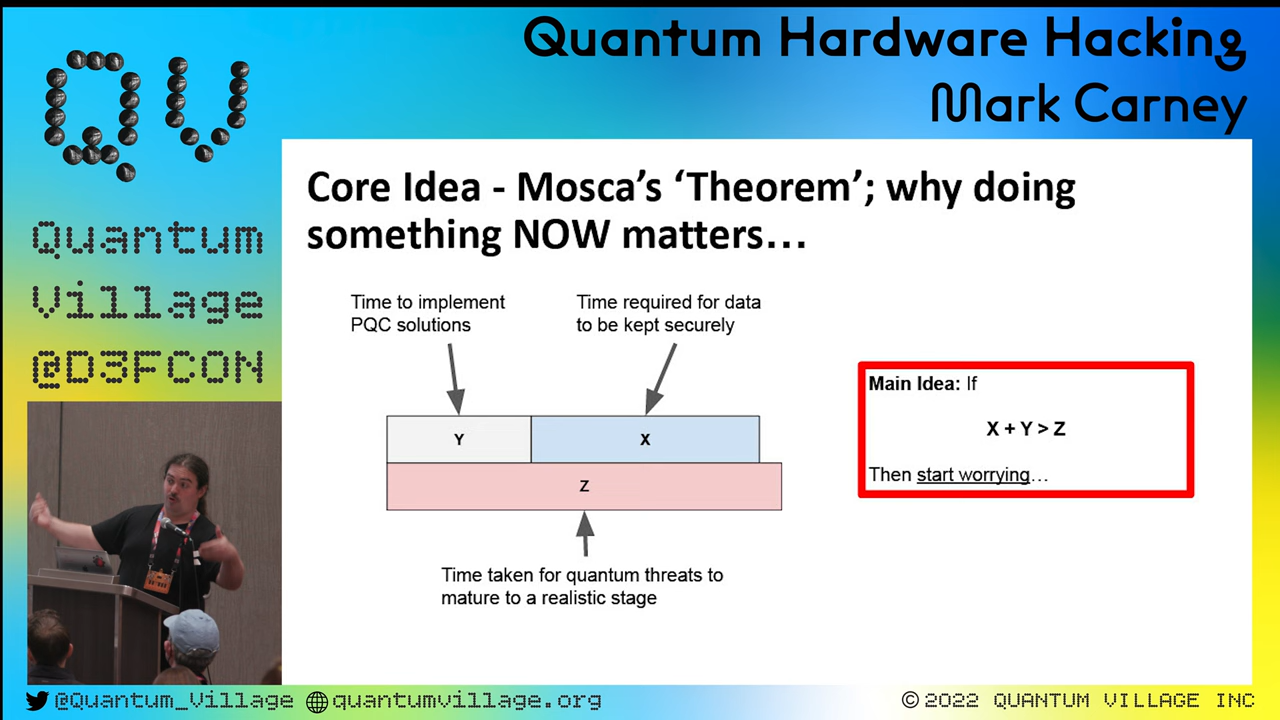 Quantum Hardware Hacking
Mark Carney
QV
Quantum
Village
@D3FCON
Core Idea - Mosca's 'Theorem'; why doing
something NOW matters...
Time to implement
PQC solutions
Time required for data
to be kept securely
Y
X
Z
Time taken for quantum threats to
mature to a realistic stage
Main Idea: If
X + Y > Z
Then start worrying...
@Quantum_Village
quantumvillage.org
© 2022 QUANTUM VILLAGE INC